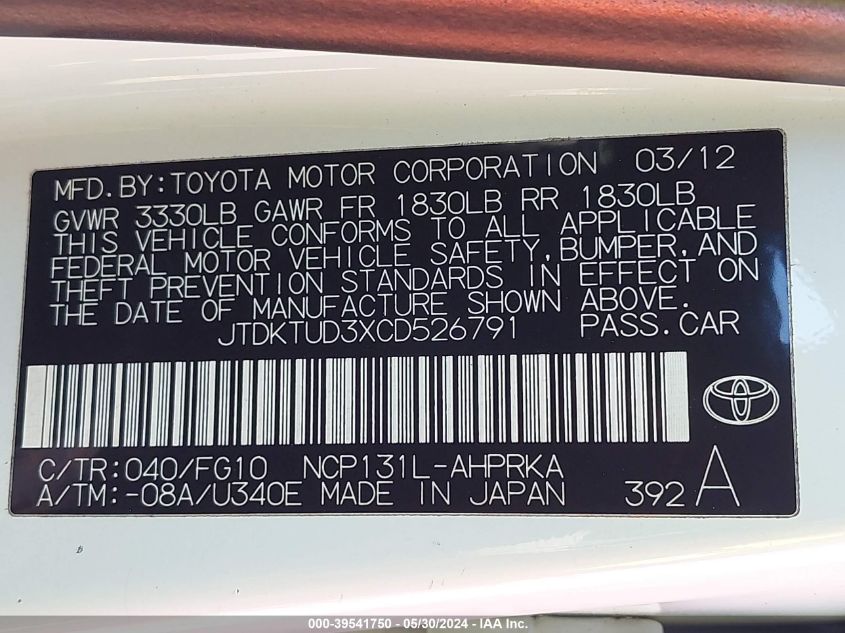 MFD. BY: TOYOTA MOTOR CORPORATION 03/12
GVWR 3330LB GAWR FR 1830LB RR 1830LB
THIS VEHICLE CONFORMS TO ALL APPLICABLE
FEDERAL MOTOR VEHICLE SAFETY, BUMPER, AND
THEFT PREVENTION STANDARDS IN EFFECT ON
THE DATE OF MANUFACTURE SHOWN ABOVE.
JTDKTUD3XCD526791 PASS. CAR
C/TR: 040/FG10 NCP131L-AHPRKA
A/TM: -08A/U340E MADE IN JAPAN 392 A
000-39541750 — 05/30/2024 — IAA Inc.